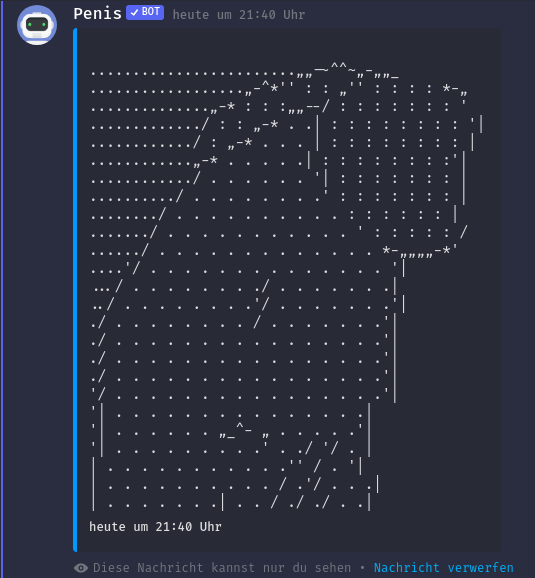 Penis ✓ BOT heute um 21:40 Uhr
........................„„–~^^~„-„„_
..................„-^*'' : : „'' : : : : *-„
..............„-* : : :„„--/ : : : : : : : '
............./ : : „-* . .| : : : : : : : : '|
............/ : „-* . . . | : : : : : : : : |
............„-* . . . . .| : : : : : : : :'|
............/ . . . . . . '| : : : : : : : |
........../ . . . . . . . .' : : : : : : : |
......../ . . . . . . . . . . : : : : : : |
......./ . . . . . . . . . . . ' : : : : : /
....../ . . . . . . . . . . . . . *-„„„„-*'
....'/ . . . . . . . . . . . . . . '|
.../ . . . . . . . ./ . . . . . . .|
../ . . . . . . . .'/ . . . . . . .'|
./ . . . . . . . . / . . . . . . .'|
./ . . . . . . . . . . . . . . . .'|
./ . . . . . . . . . . . . . . . .'|
./ . . . . . . . . . . . . . . . .'|
'/ . . . . . . . . . . . . . . . .'|
'| . . . . . . . . . . . . . . .|
'| . . . . . . „_^- „ . . . . .'|
'| . . . . . . . . .' . ./ '/ . |
| . . . . . . . . . . .'' / . '|
| . . . . . . . . . . / .'/ . . .|
| . . . . . . .| . . / ./ ./ . .|
heute um 21:40 Uhr
Diese Nachricht kannst nur du sehen • Nachricht verwerfen